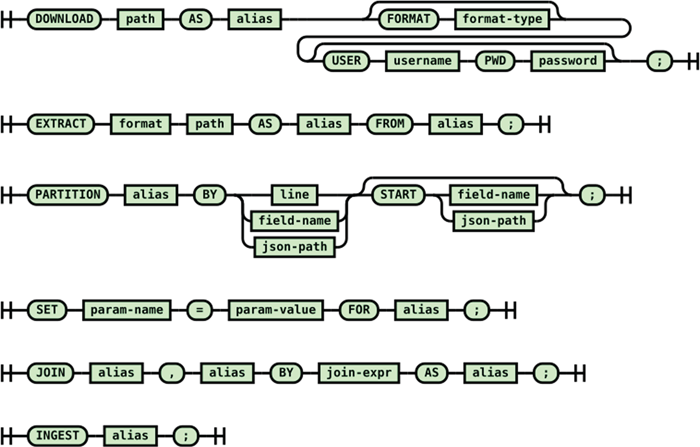 DOWNLOAD path AS alias FORMAT format-type
USER username PWD password ;
EXTRACT format path AS alias FROM alias ;
PARTITION alias BY line START field-name ;
field-name json-path
json-path
SET param-name = param-value FOR alias ;
JOIN alias , alias BY join-expr AS alias ;
INGEST alias ;